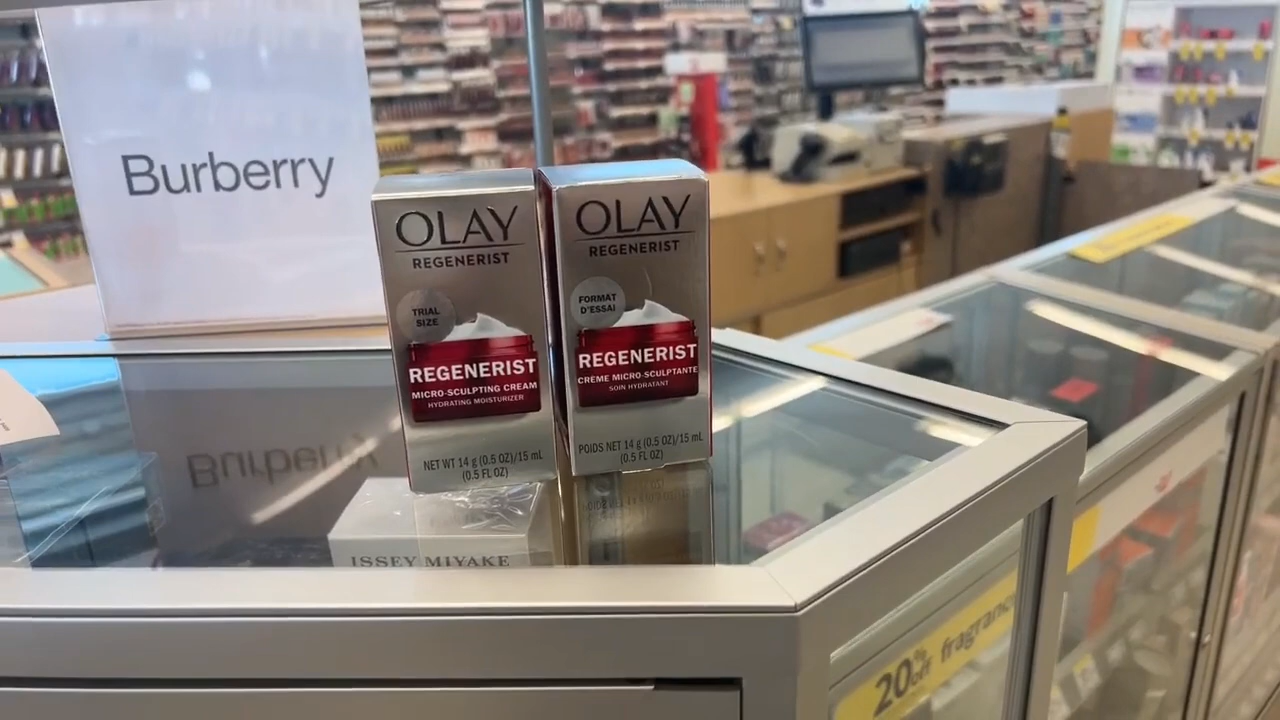 Burberry
OLAY
REGENERIST
TRIAL
SIZE
REGENERIST
MICRO-SCULPTING CREAM
HYDRATING MOISTURIZER
NET WT 14 g (0.5 OZ)/15 mL
(0.5 FL OZ)
OLAY
REGENERIST
FORMAT
D'ESSAI
REGENERIST
CRÈME MICRO-SCULPTANTE
SOIN HYDRATANT
POIDS NET 14 g (0.5 OZ)/15 mL
(0.5 FL OZ)
ISSEY MIYAKE
20% off fragrance